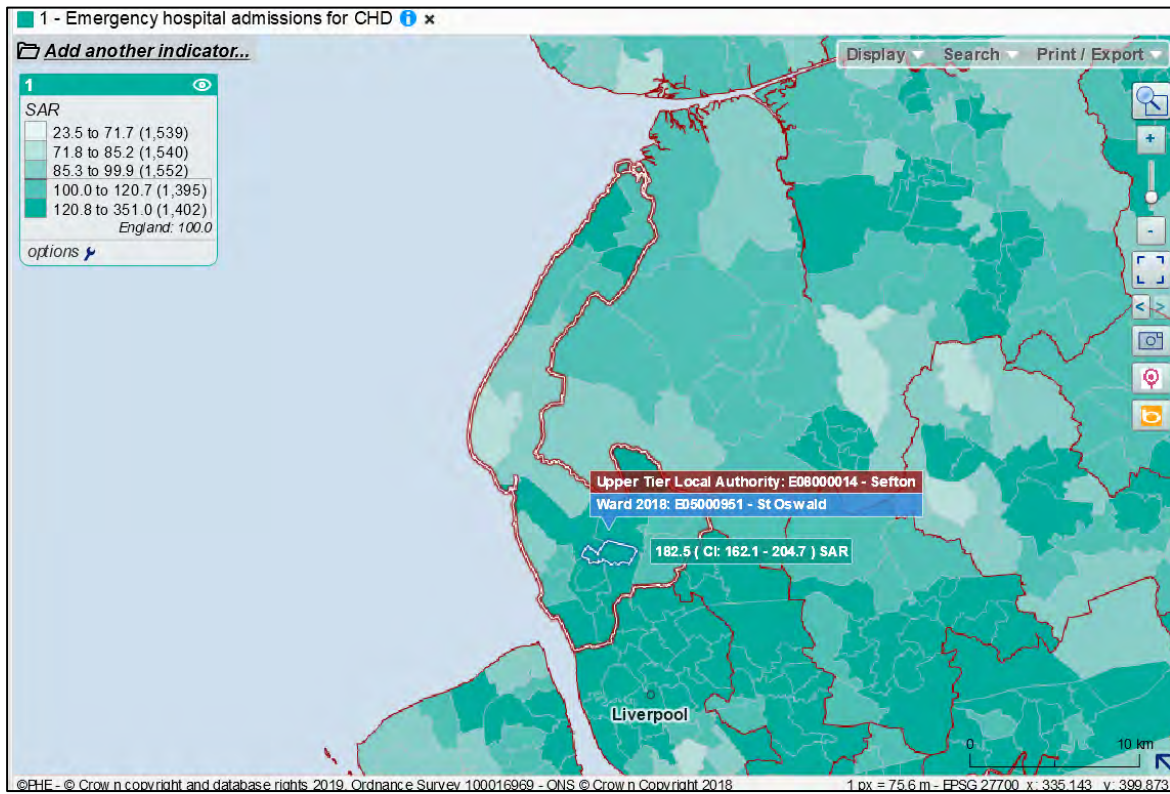 1 - Emergency hospital admissions for CHD
Add another indicator...
Display Search Print / Export
1
SAR
23.5 to 71.7 (1,539)
71.8 to 85.2 (1,540)
85.3 to 99.9 (1,552)
100.0 to 120.7 (1,395)
120.8 to 351.0 (1,402)
England: 100.0
options
+
-
< >
Upper Tier Local Authority: E08000014 - Sefton
Ward 2018: E05000951 - St Oswald
182.5 ( CI: 162.1 - 204.7 ) SAR
Liverpool
0 10 km
©PHE - © Crown copyright and database rights 2019, Ordnance Survey 100016969 - ONS © Crown Copyright 2018
1 px = 75.6 m - EPSG 27700 x: 335.143 y: 399.873